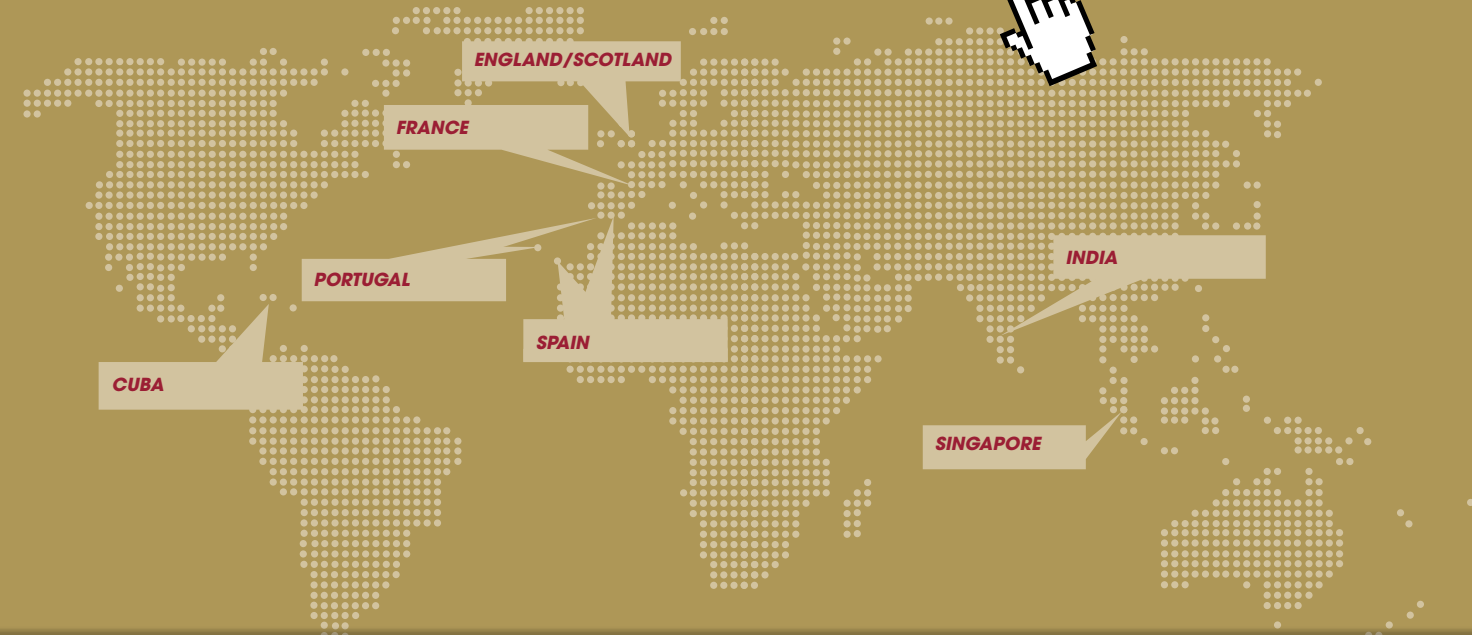 ENGLAND/SCOTLAND
FRANCE
INDIA
PORTUGAL
SPAIN
CUBA
SINGAPORE